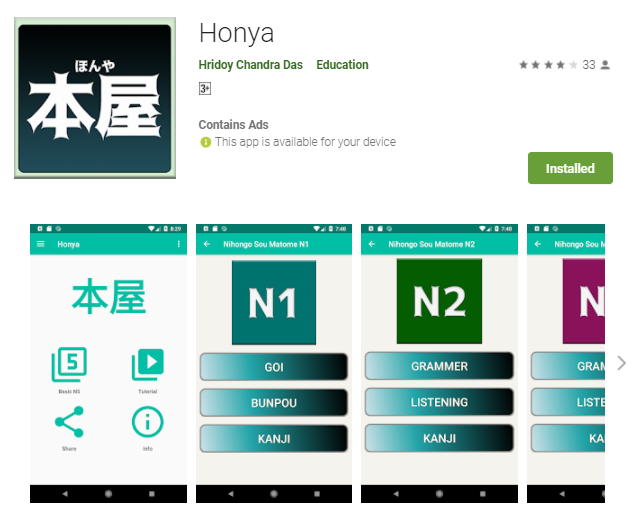 ほんや
本屋
Honya
Hridoy Chandra Das Education
33
3+
Contains Ads
This app is available for your device
Installed
8:29
Honya
本屋
5
Basic N5
Tutorial
Share
Info
7:48
Nihongo Sou Matome N1
N1
GOI
BUNPOU
KANJI
7:48
Nihongo Sou Matome N2
N2
GRAMMER
LISTENING
KANJI
Nihongo Sou M
N
GRAM
LISTE
KA